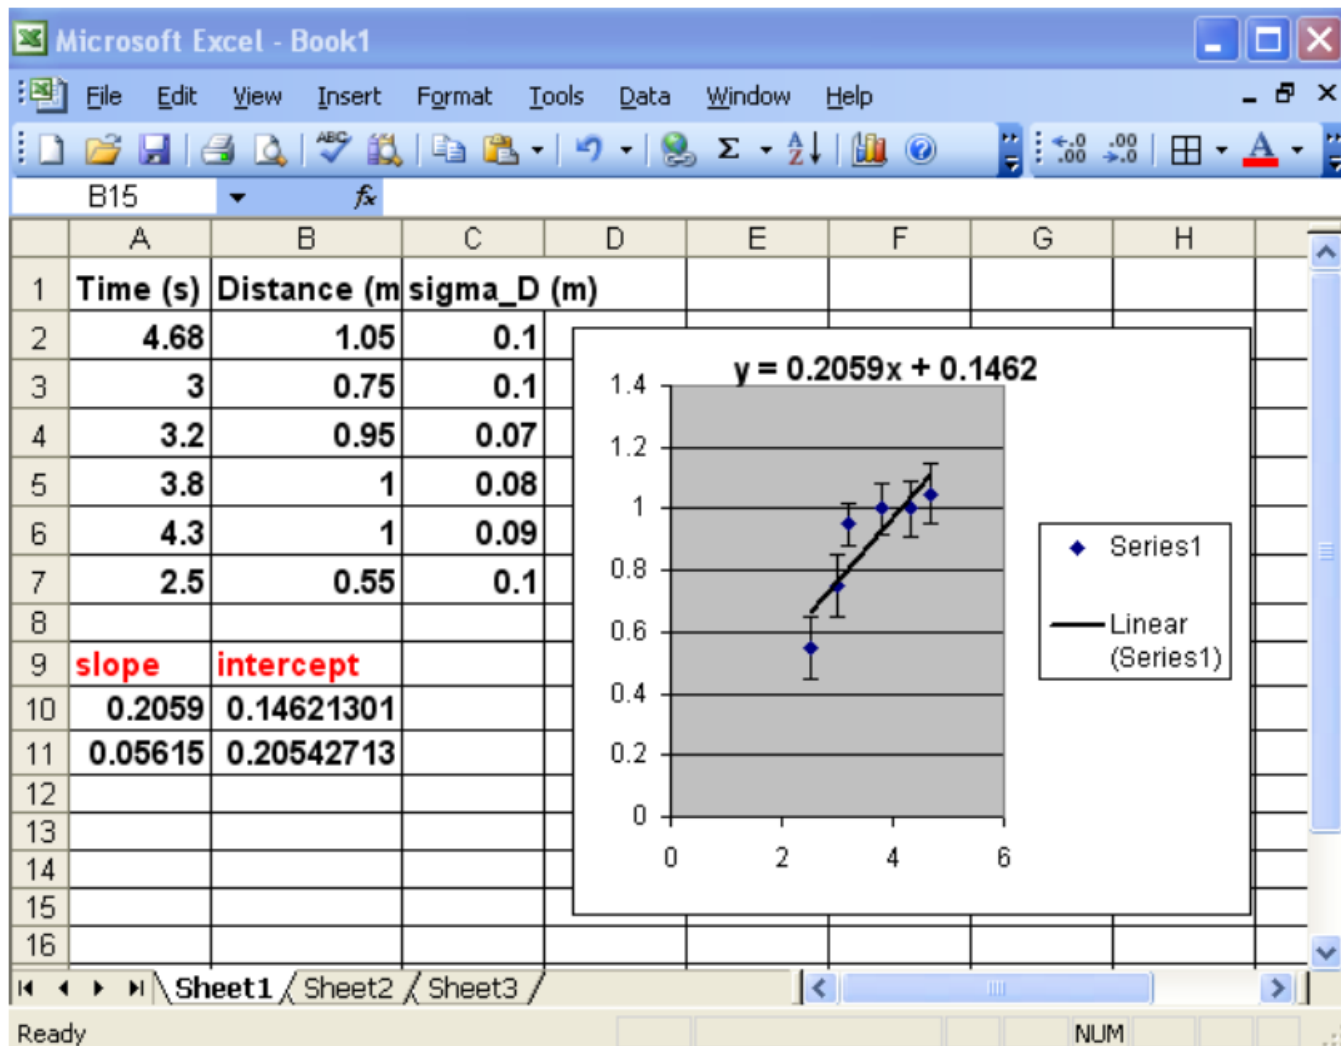 Microsoft Excel - Book1
File Edit View Insert Format Tools Data Window Help
B15 fx
A B C D E F G H
1 Time (s) Distance (m sigma_D (m)
2 4.68 1.05 0.1
3 3 0.75 0.1
4 3.2 0.95 0.07
5 3.8 1 0.08
6 4.3 1 0.09
7 2.5 0.55 0.1
8
9 slope intercept
10 0.2059 0.14621301
11 0.05615 0.20542713
12
13
14
15
16
y = 0.2059x + 0.1462
1.4
1.2
1
0.8
0.6
0.4
0.2
0
0 2 4 6
Series1
Linear
(Series1)
Sheet1 Sheet2 Sheet3
Ready NUM